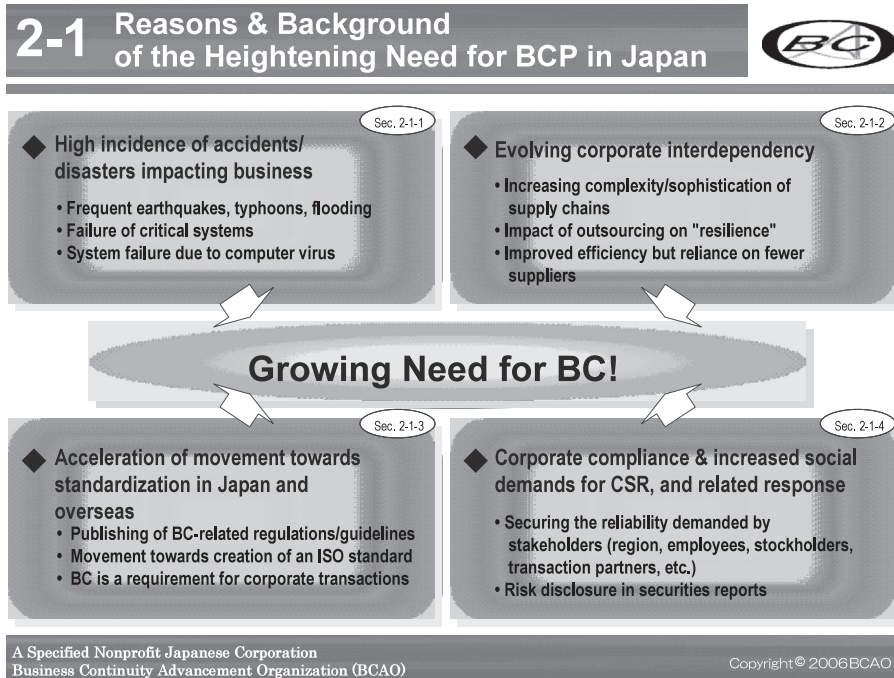 2-1 Reasons & Background
of the Heightening Need for BCP in Japan
BC
Sec. 2-1-1
◆ High incidence of accidents/
disasters impacting business
• Frequent earthquakes, typhoons, flooding
• Failure of critical systems
• System failure due to computer virus
Sec. 2-1-2
◆ Evolving corporate interdependency
• Increasing complexity/sophistication of
supply chains
• Impact of outsourcing on "resilience"
• Improved efficiency but reliance on fewer
suppliers
Growing Need for BC!
Sec. 2-1-3
◆ Acceleration of movement towards
standardization in Japan and
overseas
• Publishing of BC-related regulations/guidelines
• Movement towards creation of an ISO standard
• BC is a requirement for corporate transactions
Sec. 2-1-4
◆ Corporate compliance & increased social
demands for CSR, and related response
• Securing the reliability demanded by
stakeholders (region, employees, stockholders,
transaction partners, etc.)
• Risk disclosure in securities reports
A Specified Nonprofit Japanese Corporation
Business Continuity Advancement Organization (BCAO)
Copyright© 2006BCAO